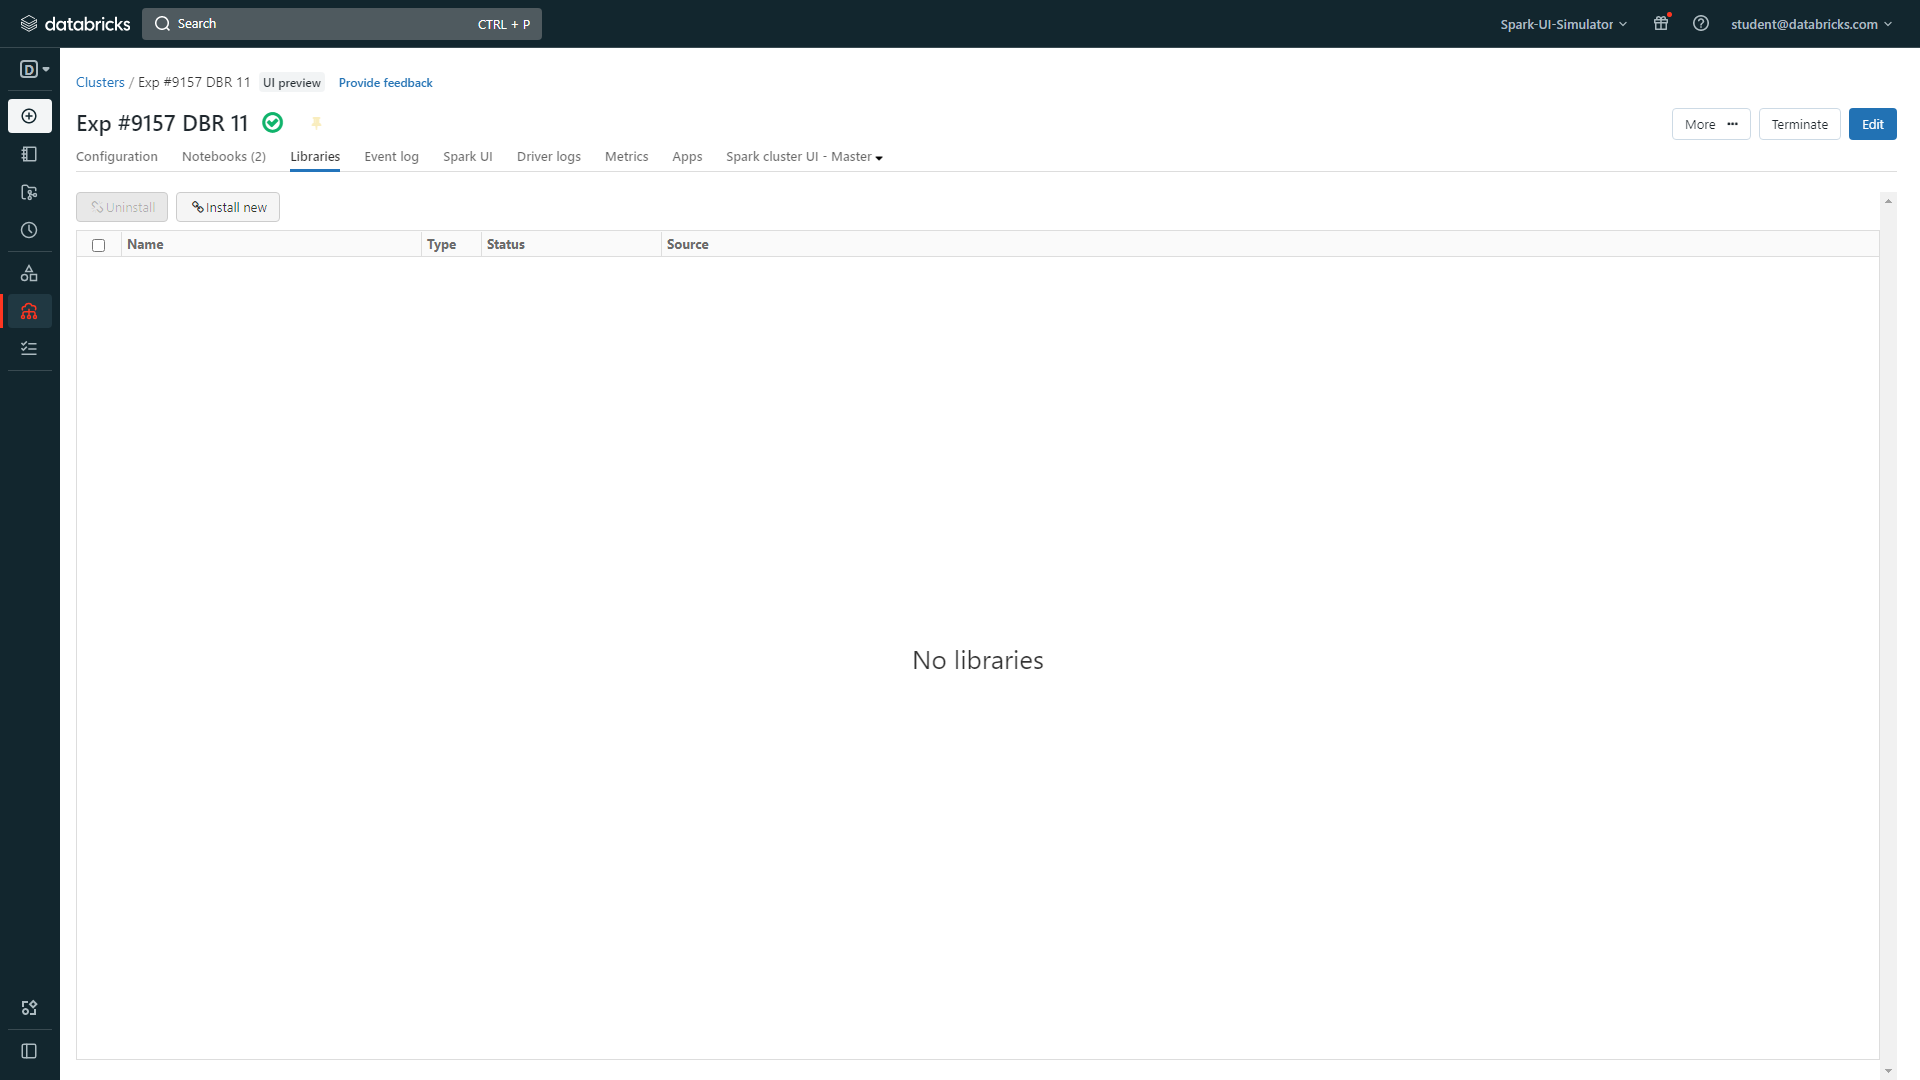 databricks
Search CTRL + P
Spark-UI-Simulator
student@databricks.com
D
Clusters / Exp #9157 DBR 11 UI preview Provide feedback
Exp #9157 DBR 11
More ··· Terminate Edit
Configuration Notebooks (2) Libraries Event log Spark UI Driver logs Metrics Apps Spark cluster UI - Master
Uninstall Install new
Name Type Status Source
No libraries